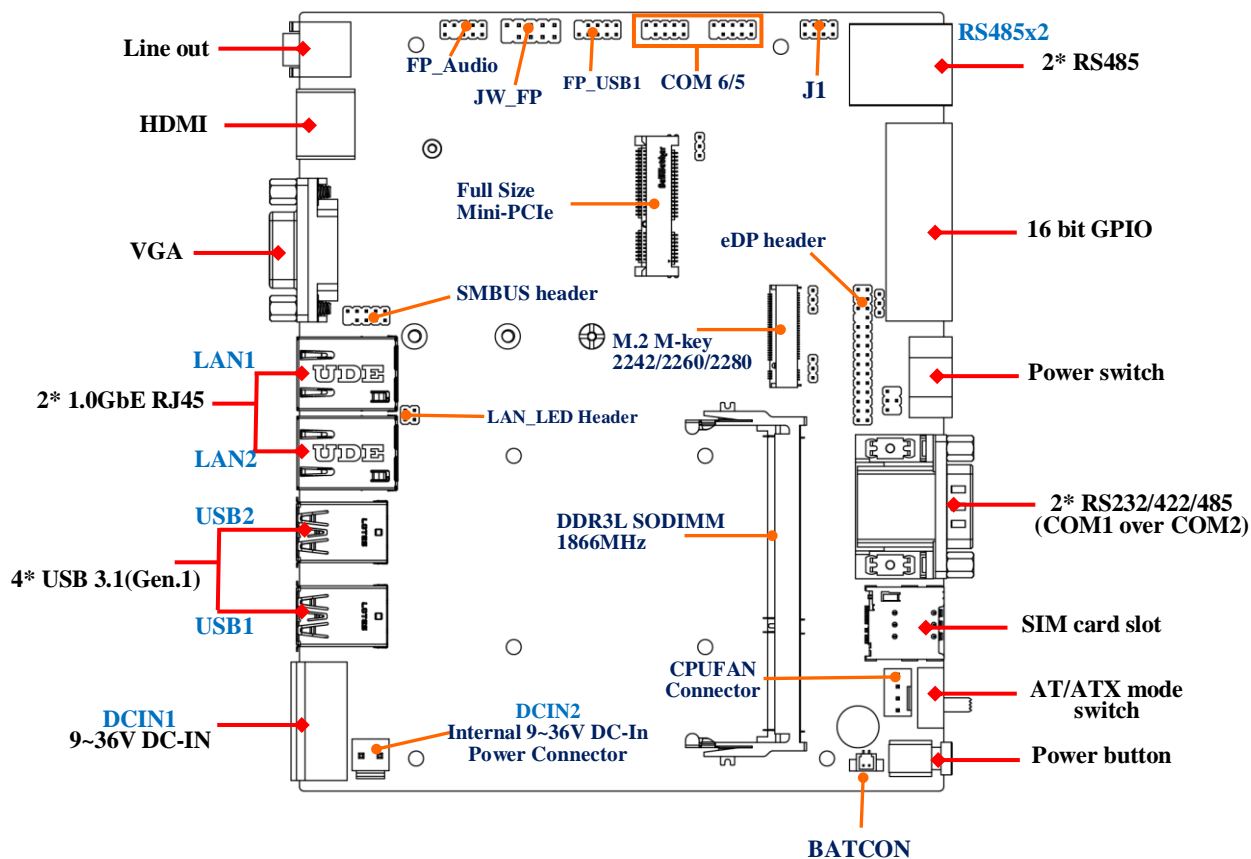 Line out
FP_Audio
JW_FP
FP_USB1
COM 6/5
J1
RS485x2
2* RS485
HDMI
Full Size
Mini-PCIe
VGA
eDP header
16 bit GPIO
SMBUS header
M.2 M-key
2242/2260/2280
LAN1
UDE
2* 1.0GbE RJ45
LAN_LED Header
Power switch
LAN2
UDE
USB2
LOTES
DDR3L SODIMM
1866MHz
2* RS232/422/485
(COM1 over COM2)
4* USB 3.1(Gen.1)
USB1
LOTES
SIM card slot
CPUFAN
Connector
AT/ATX mode
switch
DCIN1
9~36V DC-IN
DCIN2
Internal 9~36V DC-In
Power Connector
Power button
BATCON